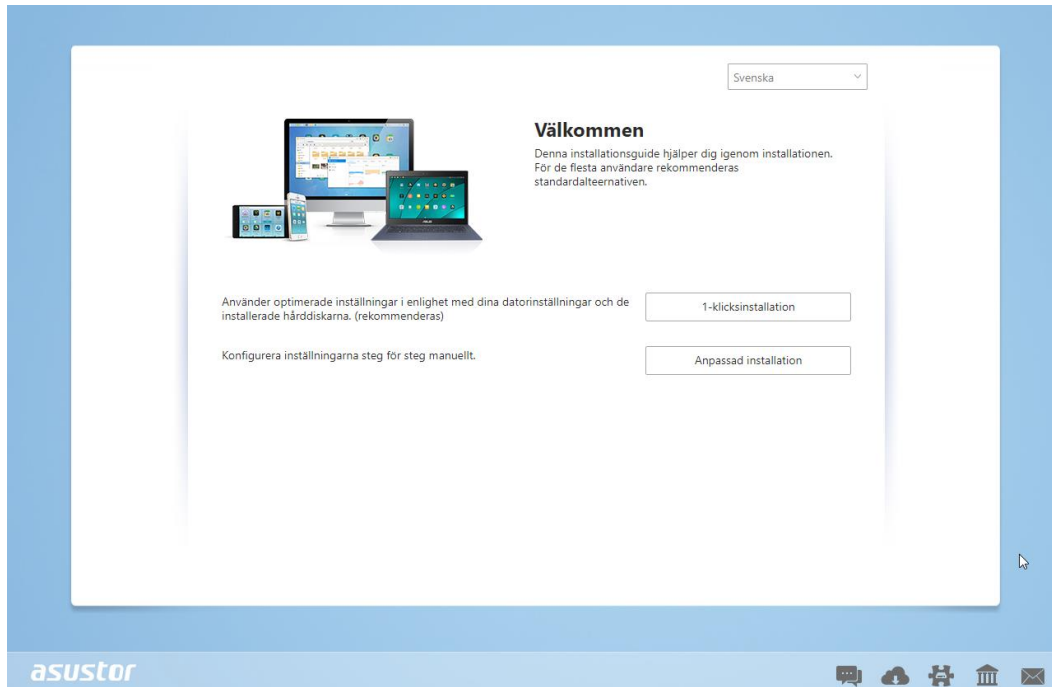 Svenska
Välkommen
Denna installationsguide hjälper dig igenom installationen.
För de flesta användare rekommenderas
standardalteernativen.
Använder optimerade inställningar i enlighet med dina datorinställningar och de
installerade hårddiskarna. (rekommenderas)
1-klicksinstallation
Konfigurera inställningarna steg för steg manuellt.
Anpassad installation
asustor